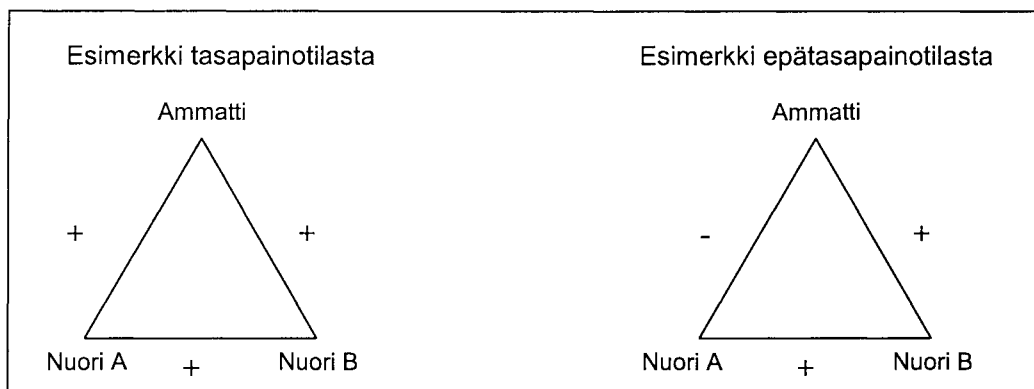 Esimerkki tasapainotilasta
Ammatti
+ +
Nuori A + Nuori B
Esimerkki epätasapainotilasta
Ammatti
- +
Nuori A + Nuori B